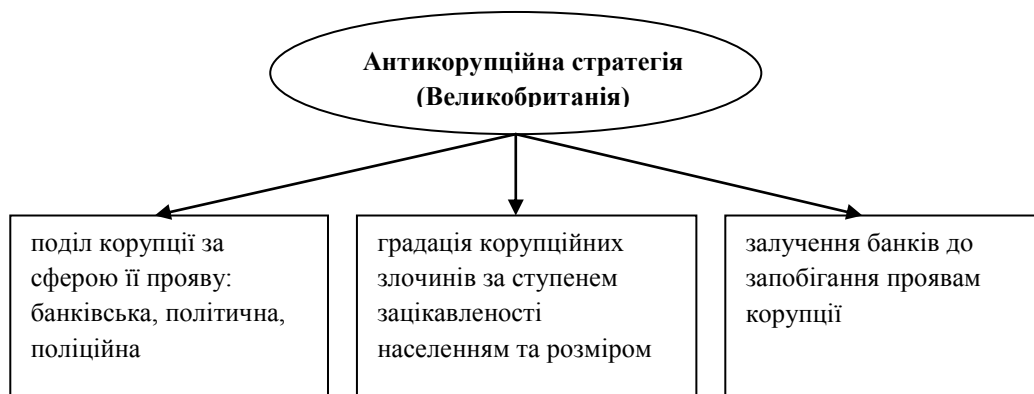 Антикорупційна стратегія
(Великобританія)
поділ корупції за
сферою її прояву:
банківська, політична,
поліційна
градація корупційних
злочинів за ступенем
зацікавленості
населенням та розміром
залучення банків до
запобігання проявам
корупції